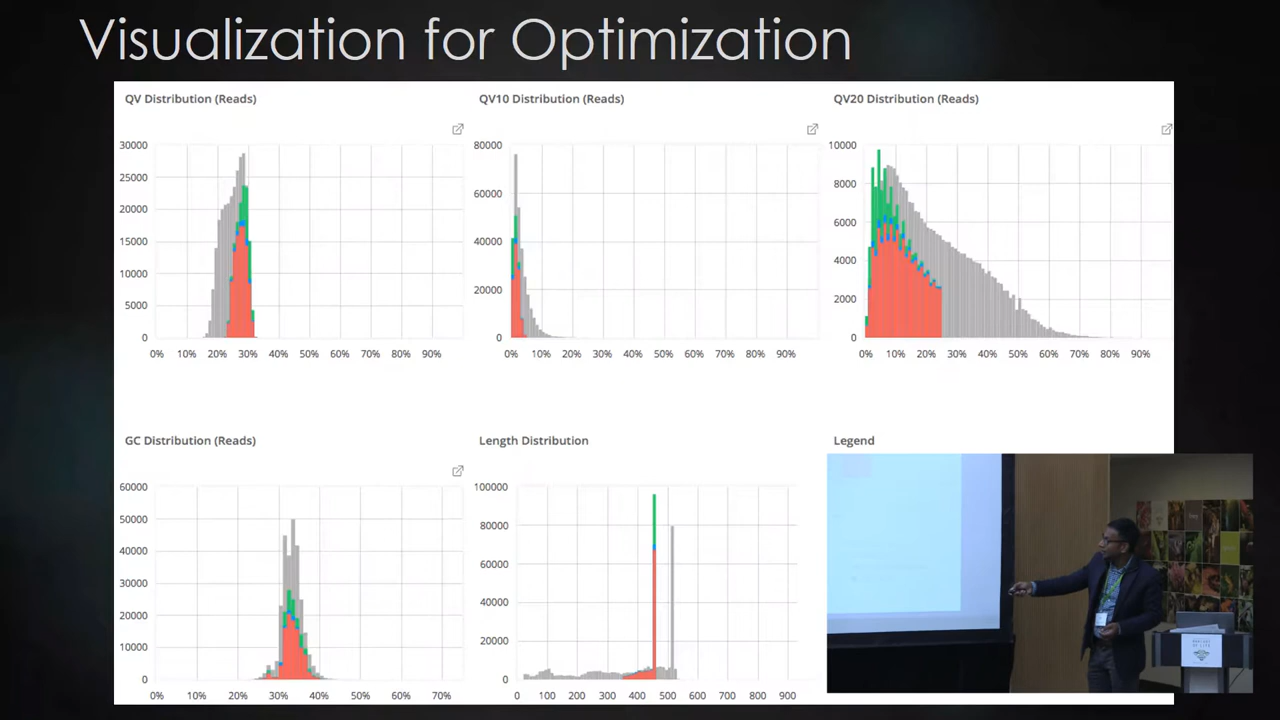 Visualization for Optimization
QV Distribution (Reads)
30000
25000
20000
15000
10000
5000
0
0% 10% 20% 30% 40% 50% 60% 70% 80% 90%
QV10 Distribution (Reads)
80000
60000
40000
20000
0
0% 10% 20% 30% 40% 50% 60% 70% 80% 90%
QV20 Distribution (Reads)
10000
8000
6000
4000
2000
0
0% 10% 20% 30% 40% 50% 60% 70% 80% 90%
GC Distribution (Reads)
60000
50000
40000
30000
20000
10000
0
0% 10% 20% 30% 40% 50% 60% 70%
Length Distribution
100000
80000
60000
40000
20000
0
0 100 200 300 400 500 600 700 800 900
Legend